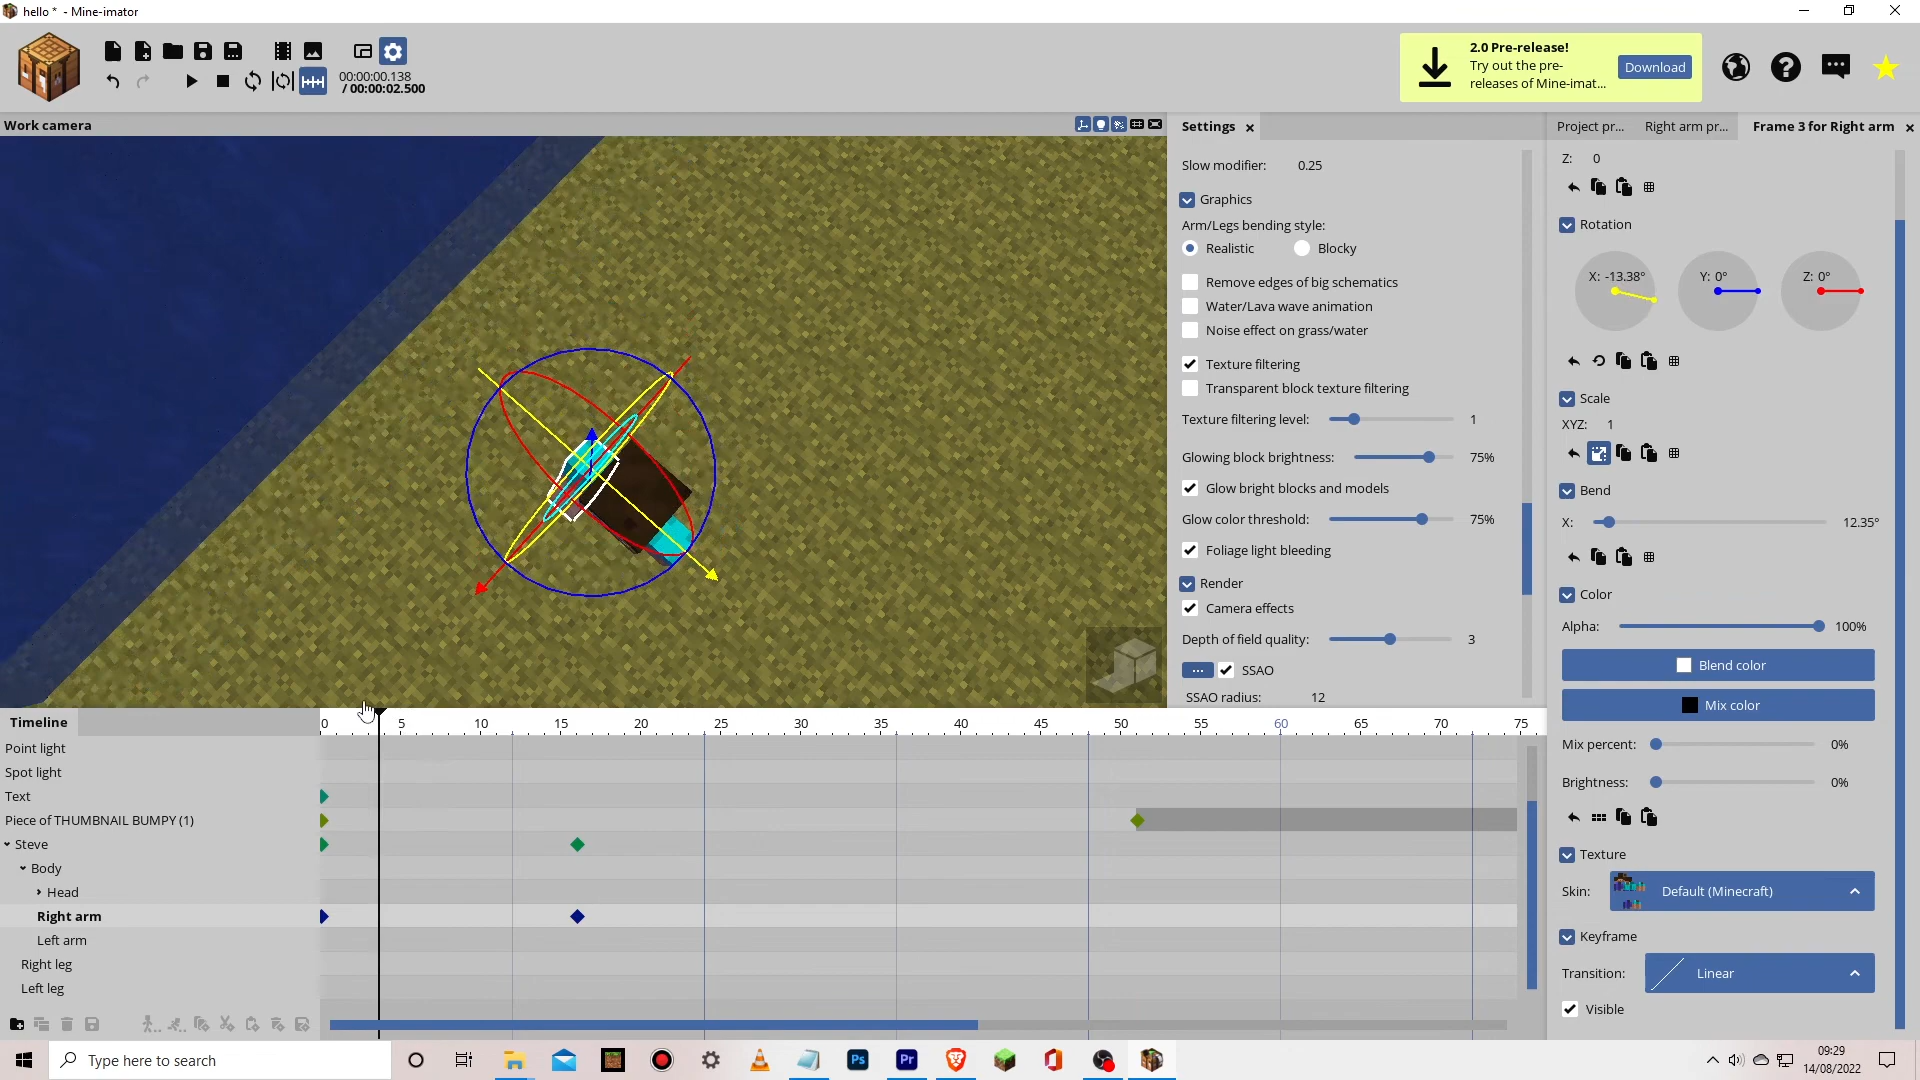 hello * - Mine-imator
00:00:00.138
/ 00:00:02.500
2.0 Pre-release!
Try out the pre-
releases of Mine-imat...
Download
Work camera
Settings
Slow modifier: 0.25
Graphics
Arm/Legs bending style:
Realistic Blocky
Remove edges of big schematics
Water/Lava wave animation
Noise effect on grass/water
Texture filtering
Transparent block texture filtering
Texture filtering level: 1
Glowing block brightness: 75%
Glow bright blocks and models
Glow color threshold: 75%
Foliage light bleeding
Render
Camera effects
Depth of field quality: 3
... SSAO
SSAO radius: 12
Project pr... Right arm pr... Frame 3 for Right arm
Z: 0
Rotation
X: -13.38° Y: 0° Z: 0°
Scale
XYZ: 1
Bend
X: 12.35°
Color
Alpha: 100%
Blend color
Mix color
Mix percent: 0%
Brightness: 0%
Texture
Skin: Default (Minecraft)
Keyframe
Transition: Linear
Visible
Timeline
0 5 10 15 20 25 30 35 40 45 50 55 60 65 70 75
Point light
Spot light
Text
Piece of THUMBNAIL BUMPY (1)
Steve
Body
Head
Right arm
Left arm
Right leg
Left leg
Type here to search
Ps
Pr
09:29
14/08/2022